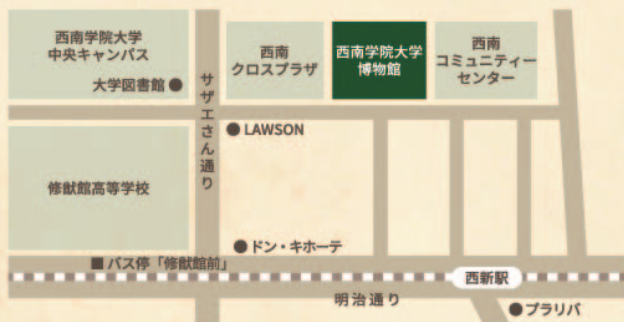 西南学院大学
中央キャンパス
大学図書館
サザエさん通り
西南
クロスプラザ
西南学院大学
博物館
西南
コミュニティー
センター
LAWSON
修猷館高等学校
ドン・キホーテ
バス停「修猷館前」
西新駅
明治通り
プラリバ